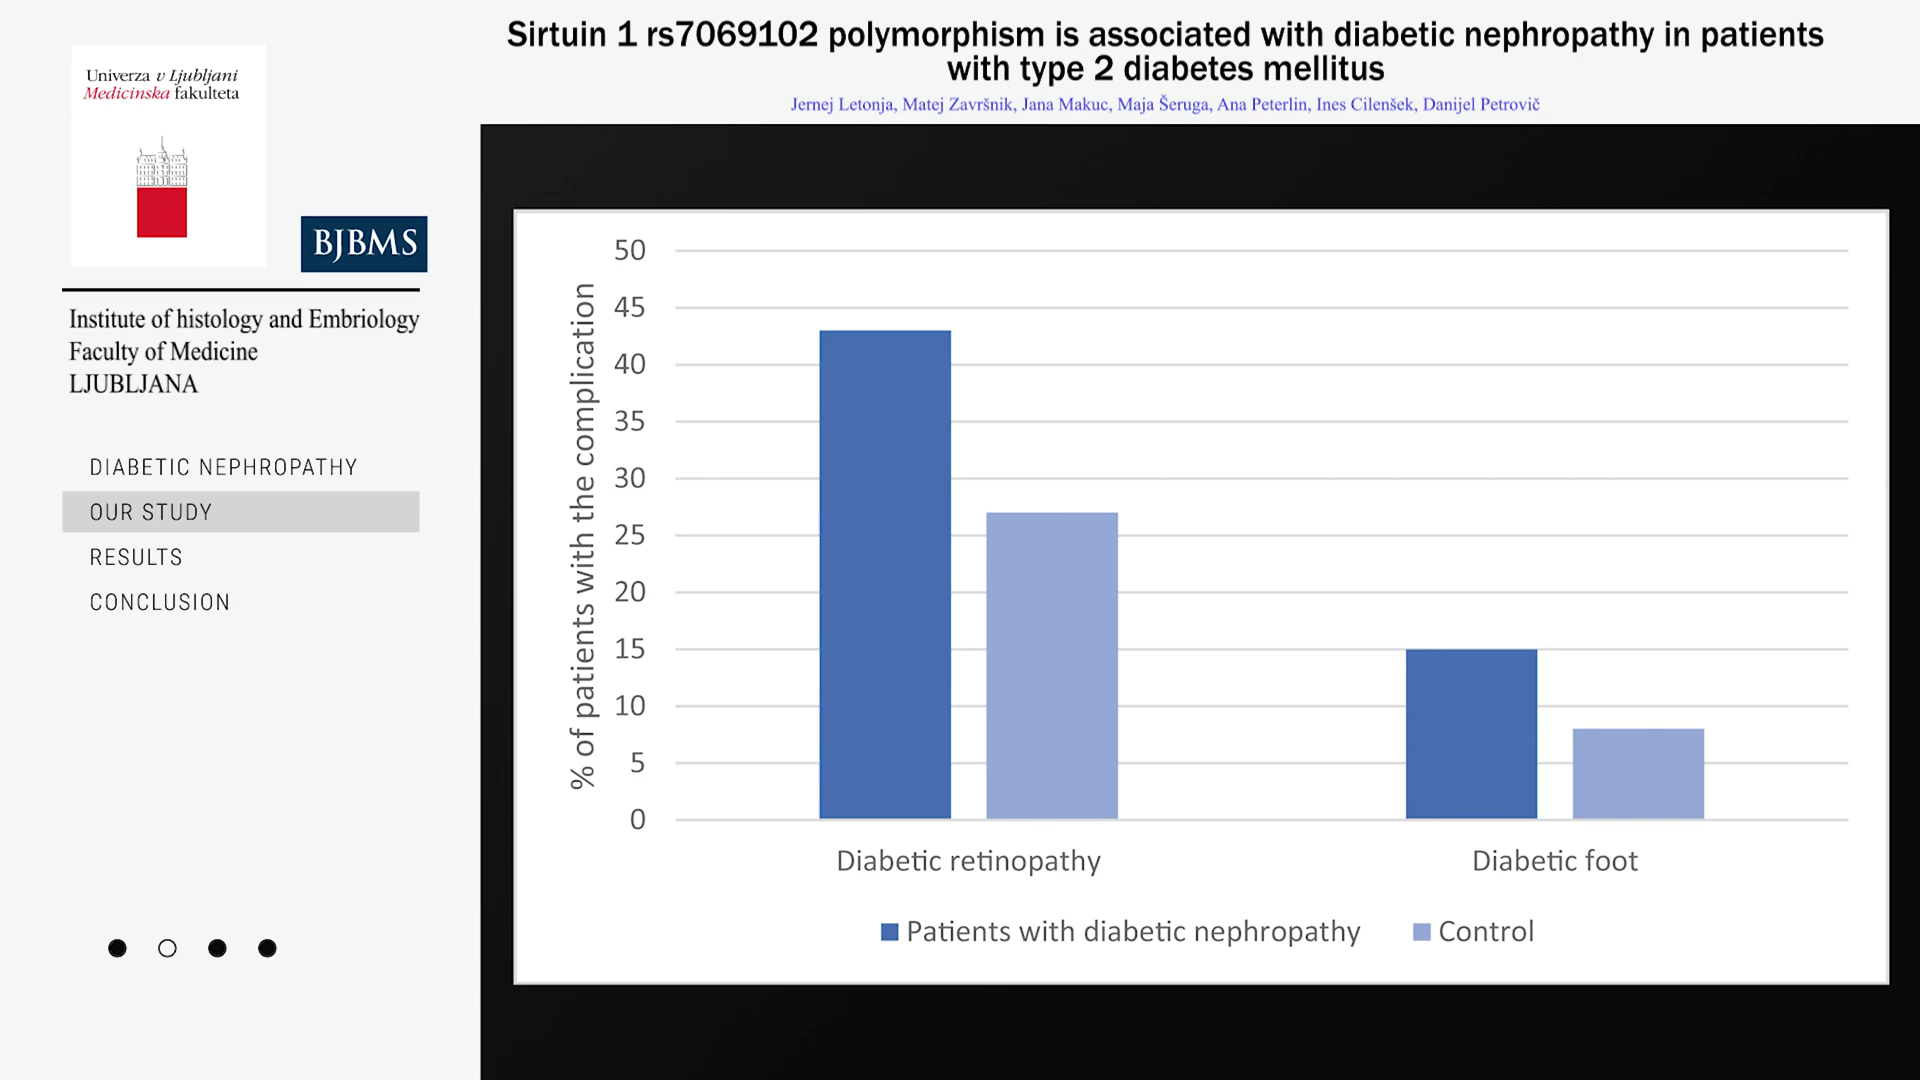 Sirtuin 1 rs7069102 polymorphism is associated with diabetic nephropathy in patients
with type 2 diabetes mellitus
Jernej Letonja, Matej Završnik, Jana Makuc, Maja Šeruga, Ana Peterlin, Ines Cilenšek, Danijel Petrovič
Univerza v Ljubljani
Medicinska fakulteta
BJBMS
Institute of histology and Embriology
Faculty of Medicine
LJUBLJANA
DIABETIC NEPHROPATHY
OUR STUDY
RESULTS
CONCLUSION
% of patients with the complication
50
45
40
35
30
25
20
15
10
5
0
Diabetic retinopathy
Diabetic foot
Patients with diabetic nephropathy
Control